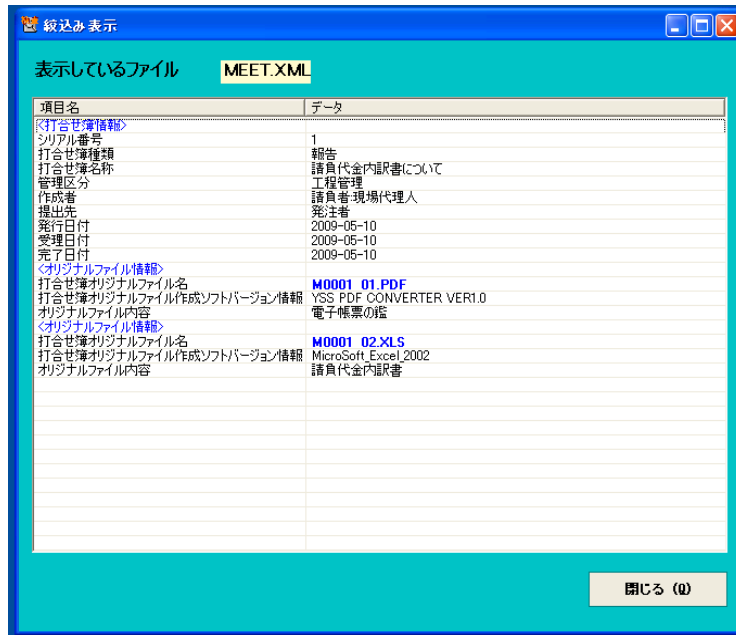 絞込み表示
表示しているファイル MEET.XML
項目名 データ
<打合せ簿情報>
シリアル番号 1
打合せ簿種類 報告
打合せ簿名称 請負代金内訳書について
管理区分 工程管理
作成者 請負者:現場代理人
提出先 発注者
発行日付 2009-05-10
受理日付 2009-05-10
完了日付 2009-05-10
<オリジナルファイル情報>
打合せ簿オリジナルファイル名 M0001_01.PDF
打合せ簿オリジナルファイル作成ソフトバージョン情報 YSS PDF CONVERTER VER1.0
オリジナルファイル内容 電子帳票の鑑
<オリジナルファイル情報>
打合せ簿オリジナルファイル名 M0001_02.XLS
打合せ簿オリジナルファイル作成ソフトバージョン情報 MicroSoft_Excel_2002
オリジナルファイル内容 請負代金内訳書
閉じる (Q)